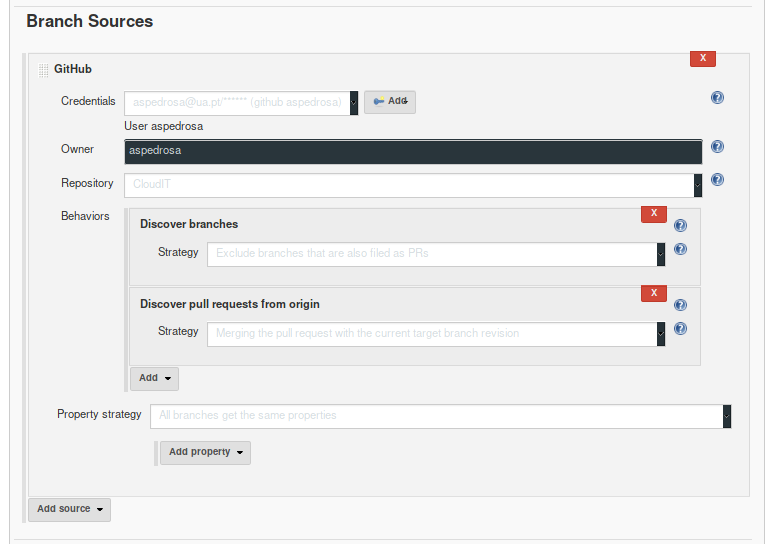 Branch Sources
X
GitHub
Credentials aspedrosa@ua.pt/****** (github aspedrosa) Add ?
User aspedrosa
Owner aspedrosa ?
Repository CloudIT ?
Behaviors
X
Discover branches ?
Strategy Exclude branches that are also filed as PRs ?
X
Discover pull requests from origin ?
Strategy Merging the pull request with the current target branch revision ?
Add
Property strategy All branches get the same properties
Add property
Add source